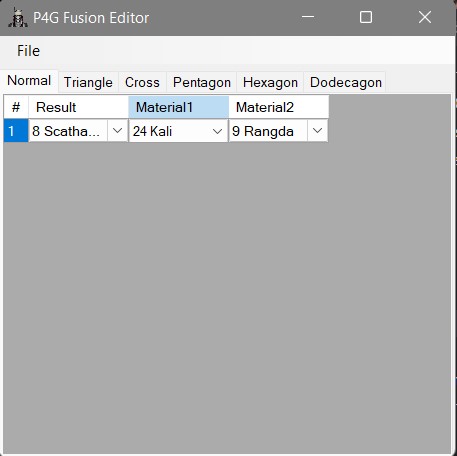 P4G Fusion Editor
File
Normal Triangle Cross Pentagon Hexagon Dodecagon
# Result Material1 Material2
1 8 Scatha... 24 Kali 9 Rangda